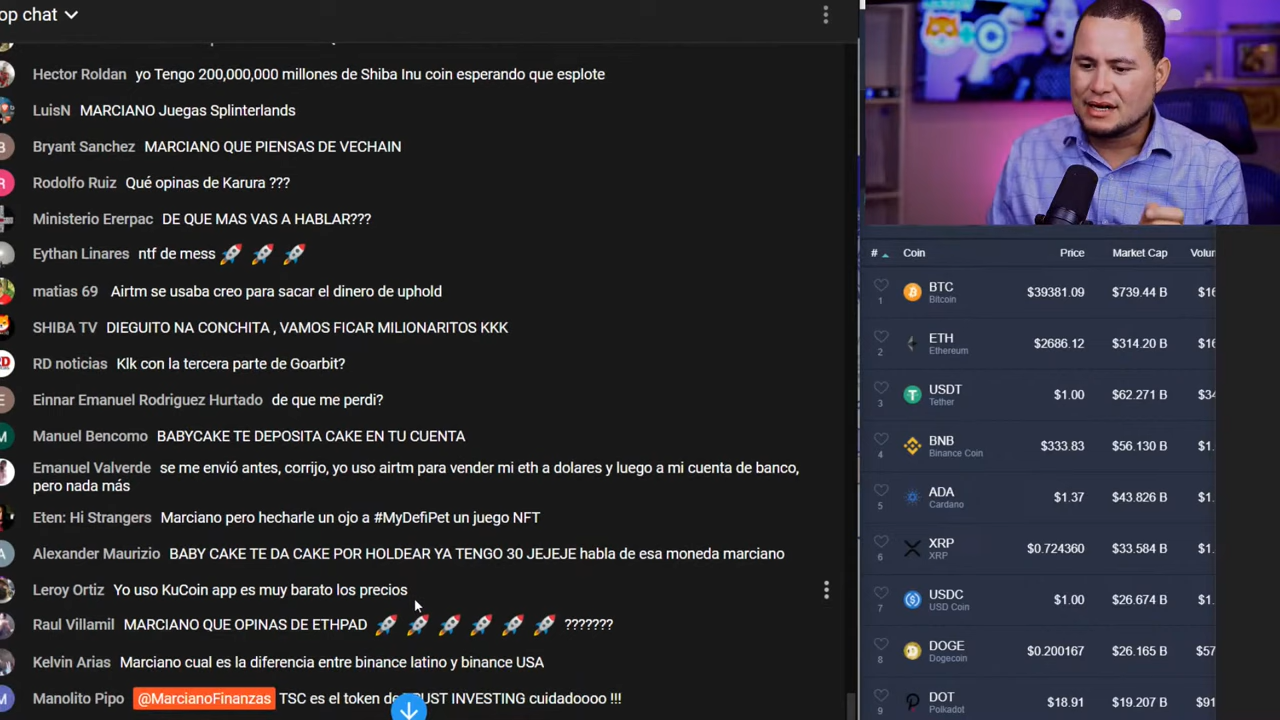 op chat
Hector Roldan yo Tengo 200,000,000 millones de Shiba Inu coin esperando que esplote
LuisN MARCIANO Juegas Splinterlands
B Bryant Sanchez MARCIANO QUE PIENSAS DE VECHAIN
R Rodolfo Ruiz Qué opinas de Karura ???
Ministerio Ererpac DE QUE MAS VAS A HABLAR???
Eythan Linares ntf de mess 🚀 🚀 🚀
matias 69 Airtm se usaba creo para sacar el dinero de uphold
SHIBA TV DIEGUITO NA CONCHITA , VAMOS FICAR MILIONARITOS KKK
RD RD noticias Klk con la tercera parte de Goarbit?
E Einnar Emanuel Rodriguez Hurtado de que me perdi?
M Manuel Bencomo BABYCAKE TE DEPOSITA CAKE EN TU CUENTA
Emanuel Valverde se me envió antes, corrijo, yo uso airtm para vender mi eth a dolares y luego a mi cuenta de banco,
pero nada más
Eten: Hi Strangers Marciano pero hecharle un ojo a #MyDefiPet un juego NFT
A Alexander Maurizio BABY CAKE TE DA CAKE POR HOLDEAR YA TENGO 30 JEJEJE habla de esa moneda marciano
Leroy Ortiz Yo uso KuCoin app es muy barato los precios
Raul Villamil MARCIANO QUE OPINAS DE ETHPAD 🚀 🚀 🚀 🚀 🚀 🚀 ???????
Kelvin Arias Marciano cual es la diferencia entre binance latino y binance USA
M Manolito Pipo @MarcianoFinanzas TSC es el token de INVESTING cuidadoooo !!!
# Coin Price Market Cap Volu
1 BTC Bitcoin $39381.09 $739.44 B $16
2 ETH Ethereum $2686.12 $314.20 B $16
3 USDT Tether $1.00 $62.271 B $34
4 BNB Binance Coin $333.83 $56.130 B $1.
5 ADA Cardano $1.37 $43.826 B $1.
6 XRP XRP $0.724360 $33.584 B $1.
7 USDC USD Coin $1.00 $26.674 B $1.
8 DOGE Dogecoin $0.200167 $26.165 B $57
9 DOT Polkadot $18.91 $19.207 B $91